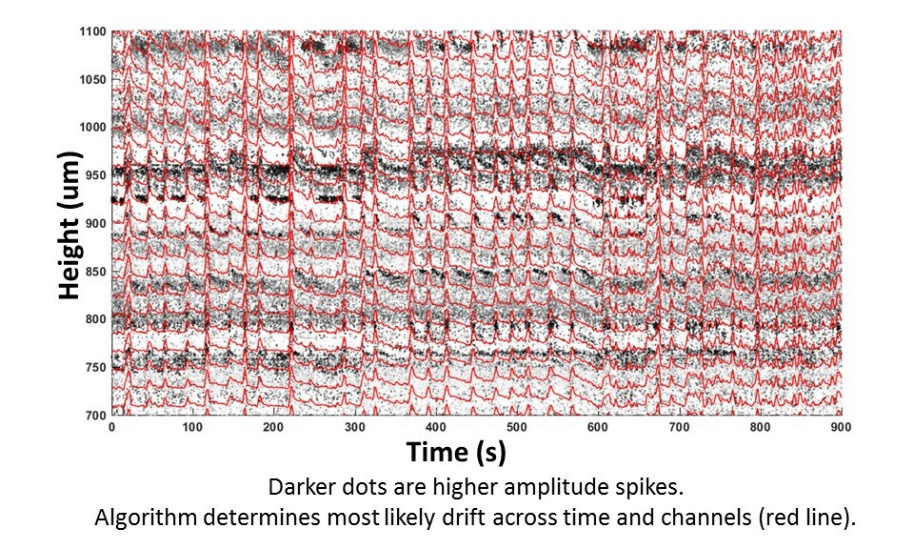 1100
1050
1000
950
900
850
800
750
700
Height (um)
0 100 200 300 400 500 600 700 800 900
Time (s)
Darker dots are higher amplitude spikes.
Algorithm determines most likely drift across time and channels (red line).